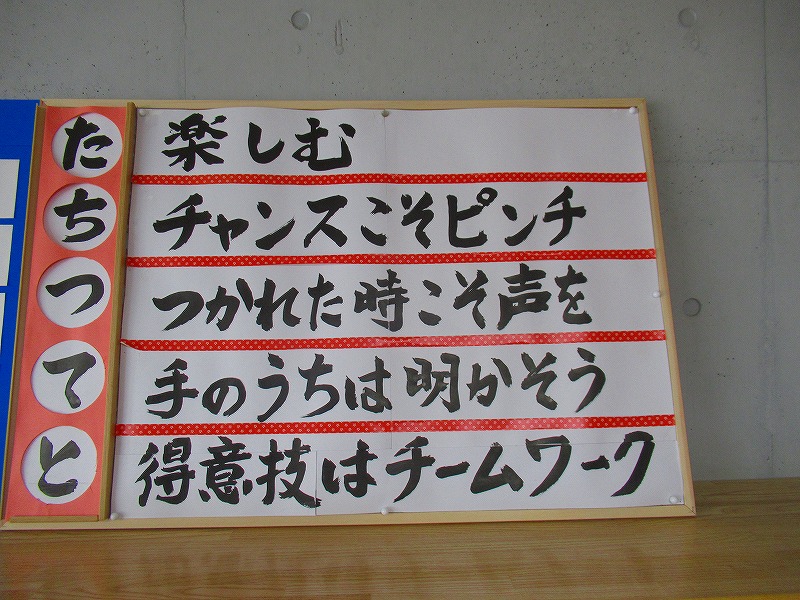 た 楽しむ
ち チャンスこそピンチ
つ つかれた時こそ声を
て 手のうちは明かそう
と 得意技はチームワーク